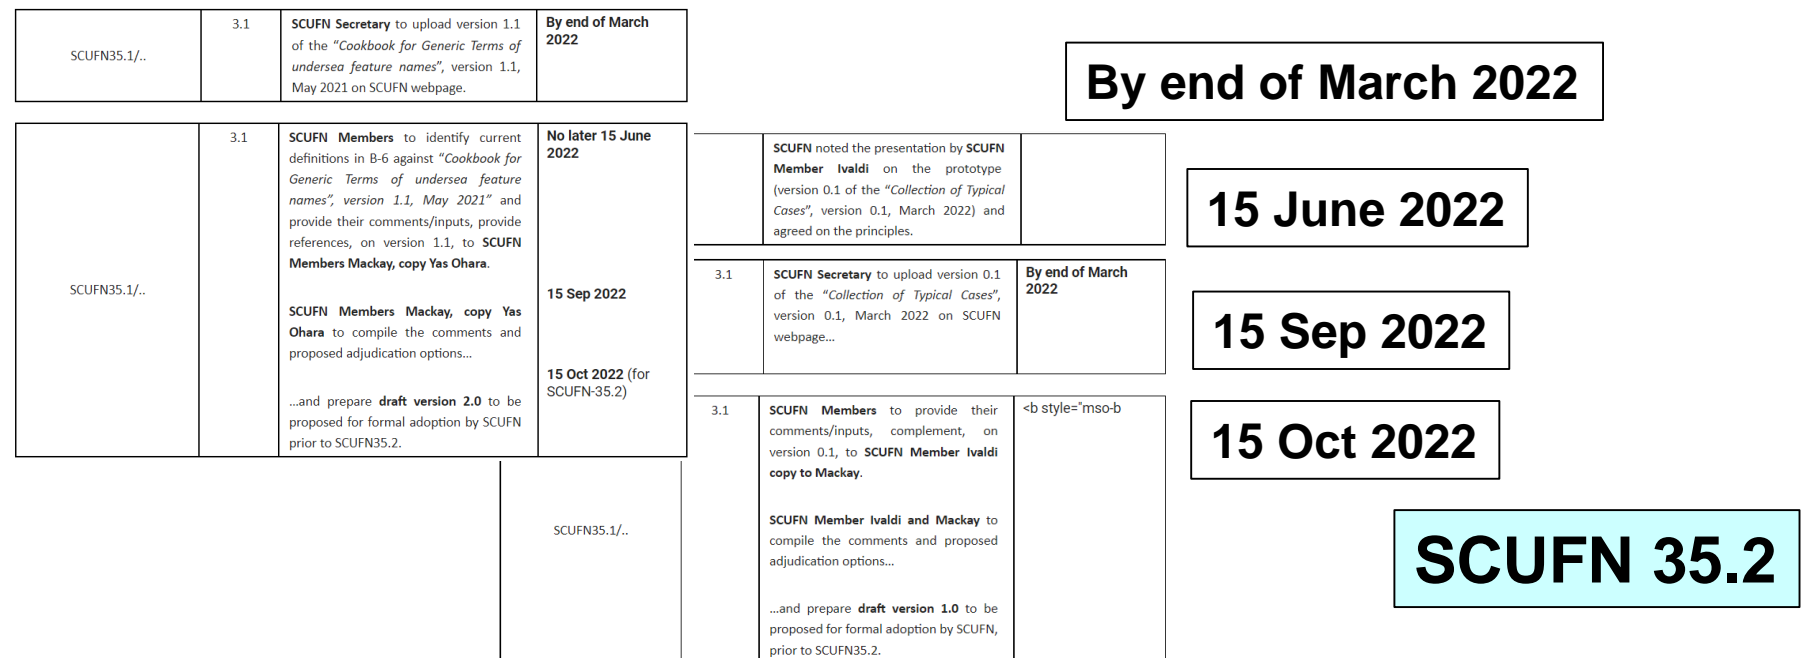 3.1
SCUFN Secretary to upload version 1.1
of the “Cookbook for Generic Terms of
undersea feature names”, version 1.1,
May 2021 on SCUFN webpage.
By end of March
2022
SCUFN35.1/..
3.1
SCUFN Members to identify current
definitions in B-6 against “Cookbook for
Generic Terms of undersea feature
names”, version 1.1, May 2021” and
provide their comments/inputs, provide
references, on version 1.1, to SCUFN
Members Mackay, copy Yas Ohara.
SCUFN Members Mackay, copy Yas
Ohara to compile the comments and
proposed adjudication options...
...and prepare draft version 2.0 to be
proposed for formal adoption by SCUFN
prior to SCUFN35.2.
No later 15 June
2022
15 Sep 2022
15 Oct 2022 (for
SCUFN-35.2)
SCUFN35.1/..
SCUFN noted the presentation by SCUFN
Member Ivaldi on the prototype
(version 0.1 of the “Collection of Typical
Cases”, version 0.1, March 2022) and
agreed on the principles.
3.1
SCUFN Secretary to upload version 0.1
of the “Collection of Typical Cases”,
version 0.1, March 2022 on SCUFN
webpage...
By end of March
2022
3.1
SCUFN Members to provide their
comments/inputs, complement, on
version 0.1, to SCUFN Member Ivaldi
copy to Mackay.
SCUFN Member Ivaldi and Mackay to
compile the comments and proposed
adjudication options...
...and prepare draft version 1.0 to be
proposed for formal adoption by SCUFN,
prior to SCUFN35.2.
<b style="mso-b
SCUFN35.1/..
By end of March 2022
15 June 2022
15 Sep 2022
15 Oct 2022
SCUFN 35.2